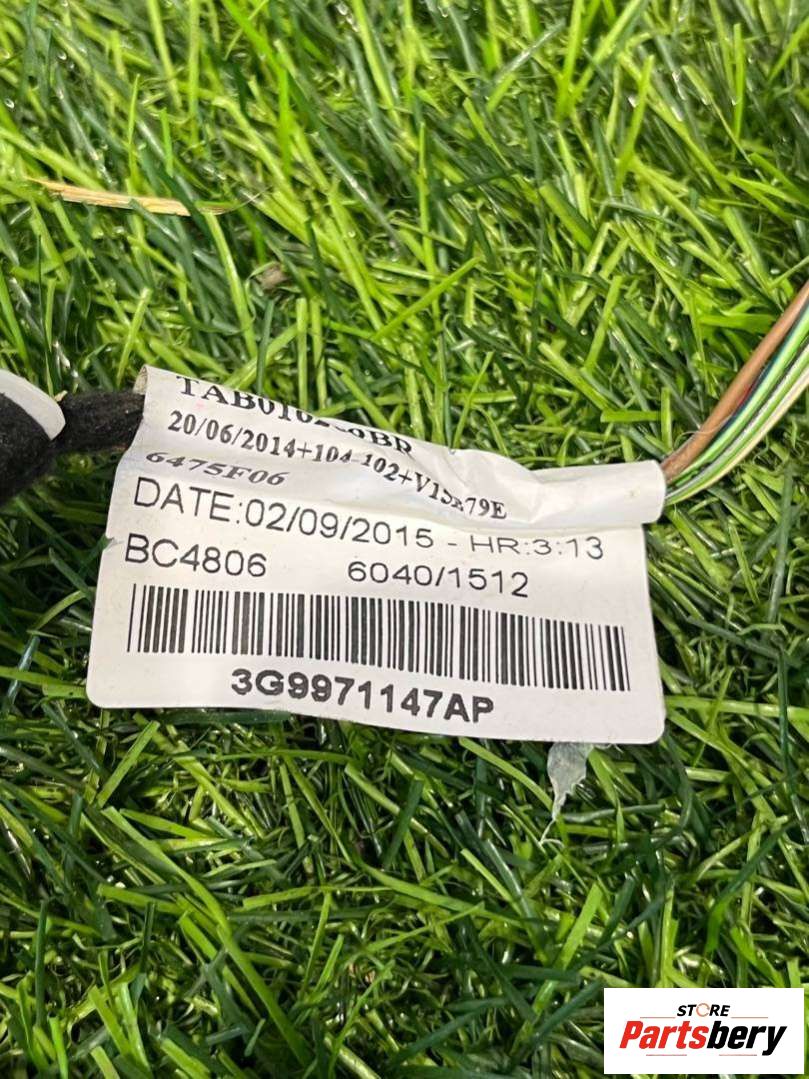 20/06/2014+104-102+V1
6475F06
DATE:02/09/2015 - HR:3:13
BC4806 6040/1512
3G9971147AP
STORE
Partsbery